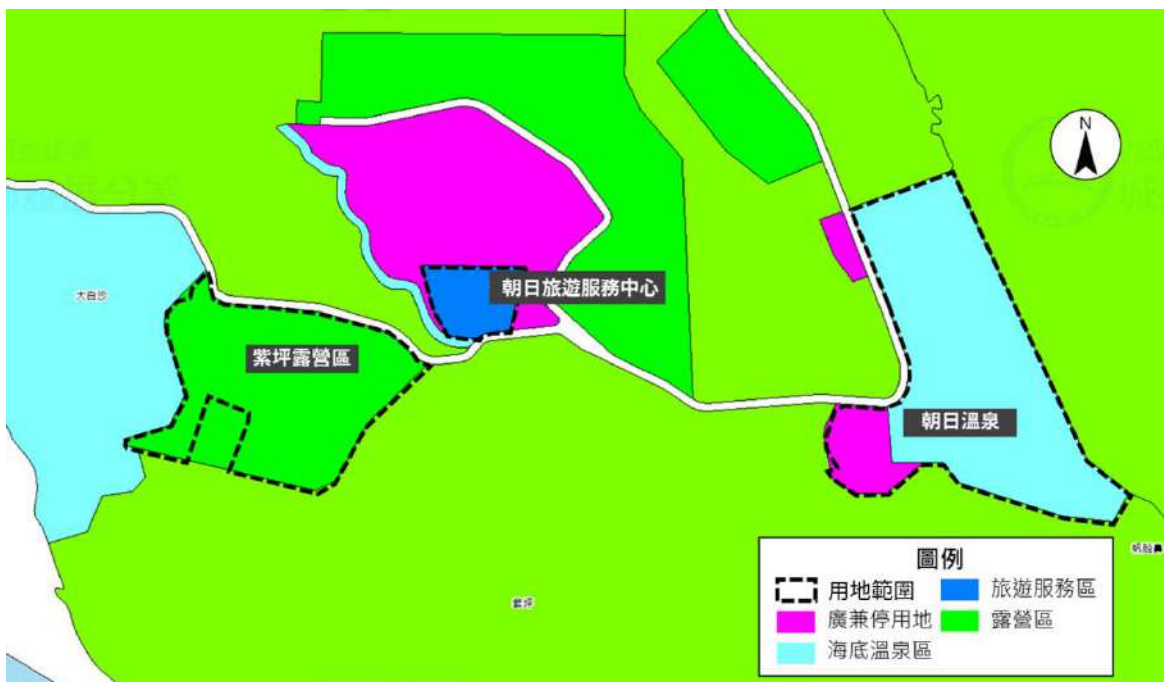 N
朝日旅遊服務中心
大白沙
紫坪露營區
朝日溫泉
圖例
用地範圍
旅遊服務區
廣兼停用地
露營區
海底溫泉區
帆船鼻
紫坪